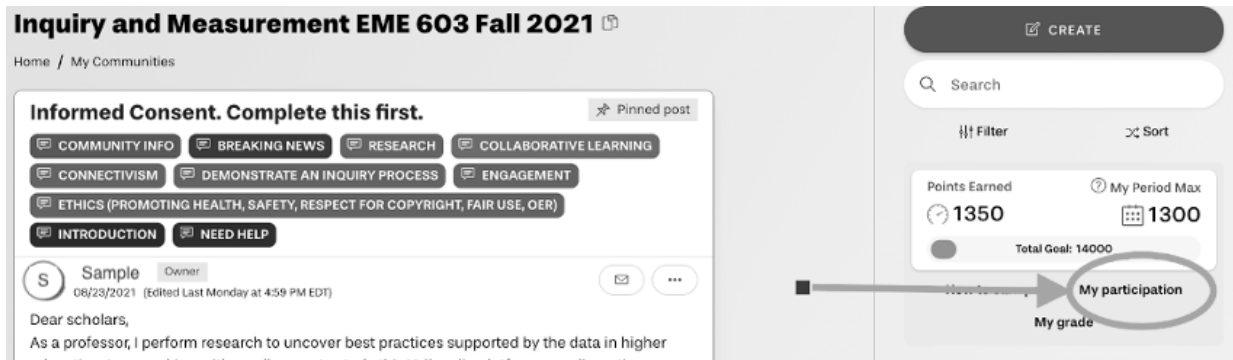 Inquiry and Measurement EME 603 Fall 2021
Home / My Communities
Informed Consent. Complete this first.
Pinned post
COMMUNITY INFO
BREAKING NEWS
RESEARCH
COLLABORATIVE LEARNING
CONNECTIVISM
DEMONSTRATE AN INQUIRY PROCESS
ENGAGEMENT
ETHICS (PROMOTING HEALTH, SAFETY, RESPECT FOR COPYRIGHT, FAIR USE, OER)
INTRODUCTION
NEED HELP
S
Sample
Owner
08/23/2021 (Edited Last Monday at 4:59 PM EDT)
Dear scholars,
As a professor, I perform research to uncover best practices supported by the data in higher
CREATE
Search
Filter
Sort
Points Earned
My Period Max
1350
1300
Total Goal: 14000
My participation
My grade